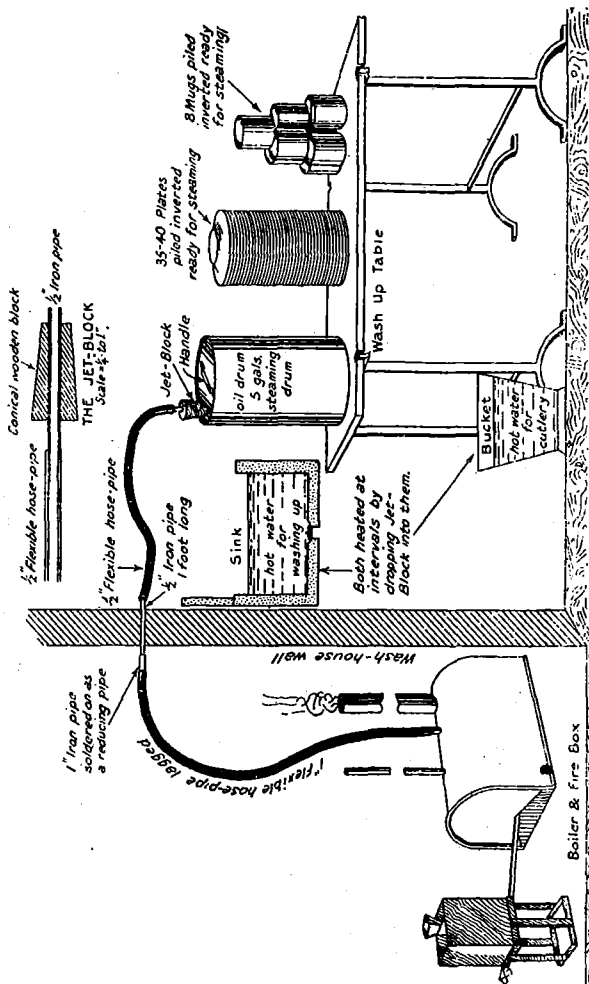 ½" Flexible hose-pipe
Conical wooden block
½" Iron pipe
THE JET-BLOCK
Scale = ¼" to 1".
1" Iron pipe
soldered on as
a reducing pipe
½" Flexible hose-pipe
½" Iron pipe
1 foot long
Jet-Block
Handle
35-40 Plates
piled inverted
ready for steaming
8 Mugs piled
inverted ready
for steaming
oil drum
5 gals.
steaming
drum
Sink
hot water
for
washing up
Wash Up Table
Bucket
hot water
for
cutlery
Both heated at
intervals by
dropping Jet-
Block into them.
Wash-house wall
1" flexible hose-pipe lagged
Boiler & Fire Box